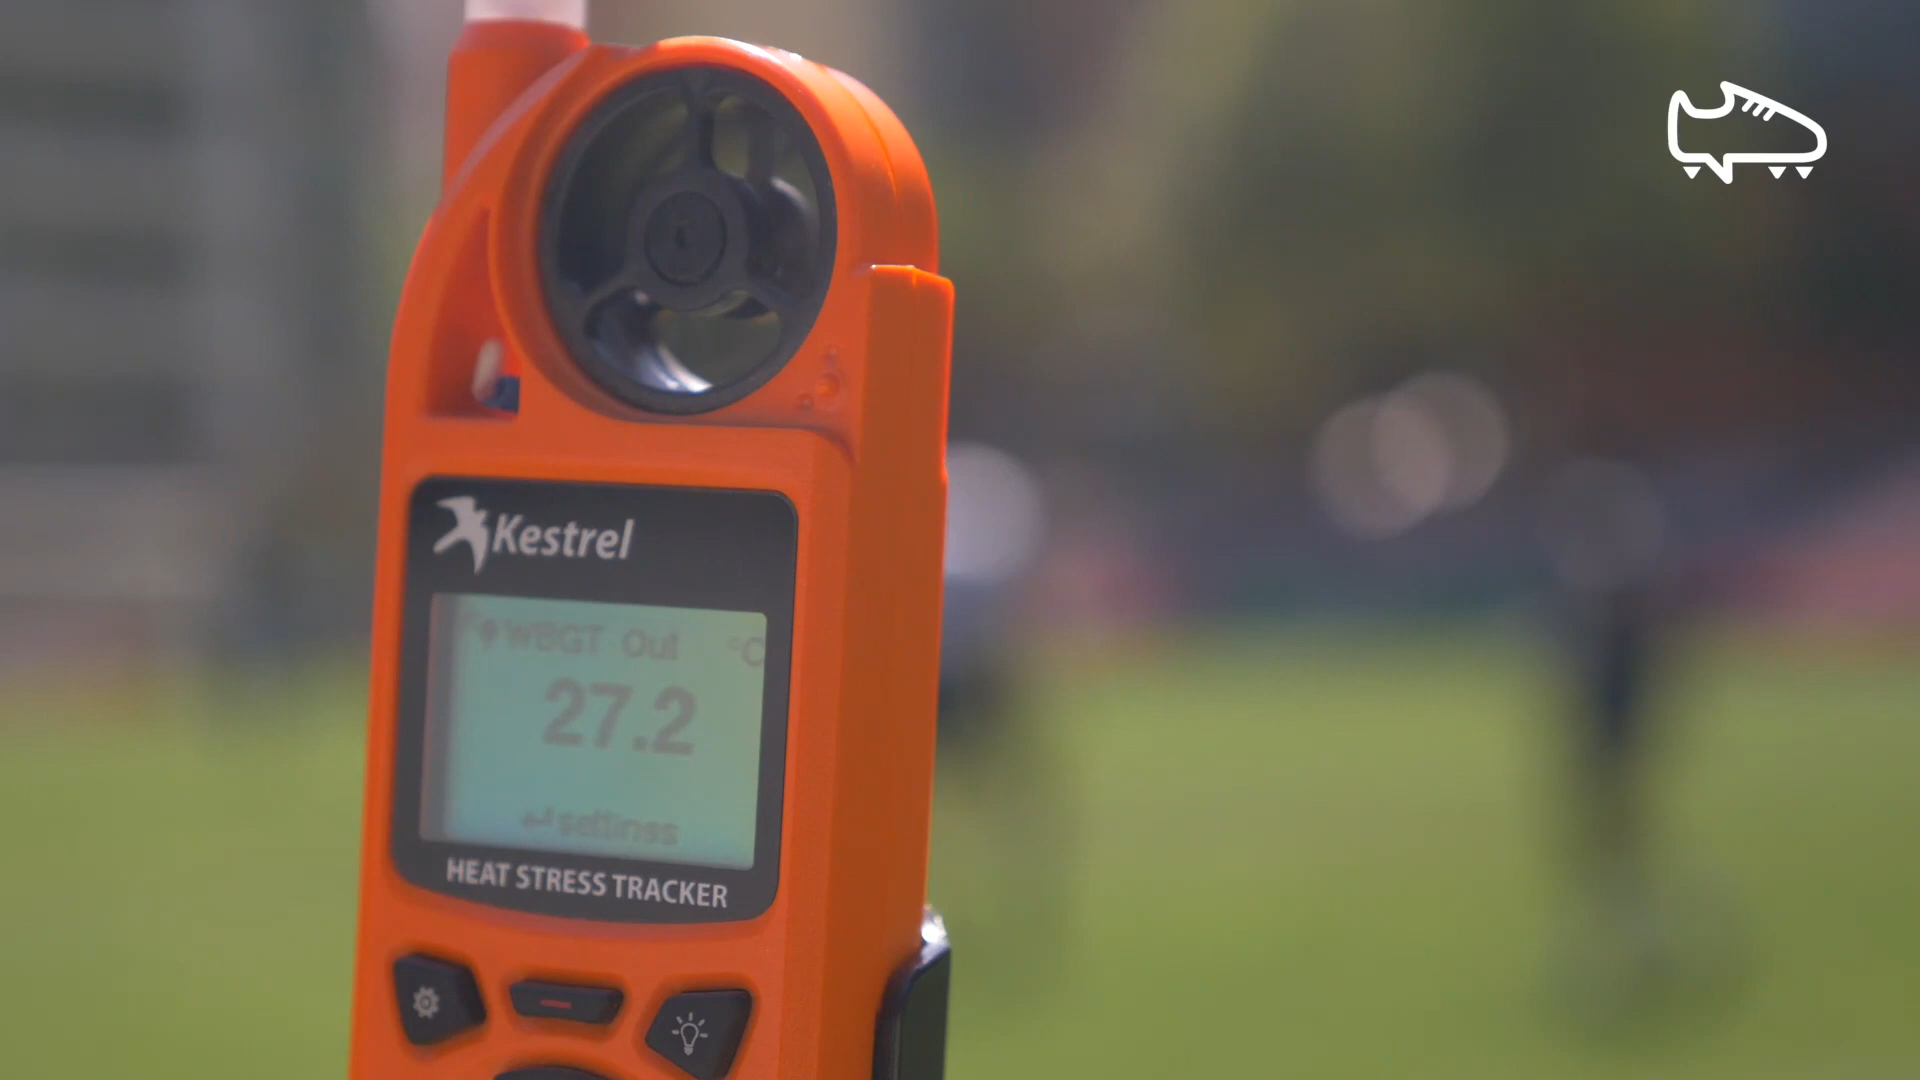 Kestrel
WBGT Out °C
27.2
↵ settings
HEAT STRESS TRACKER